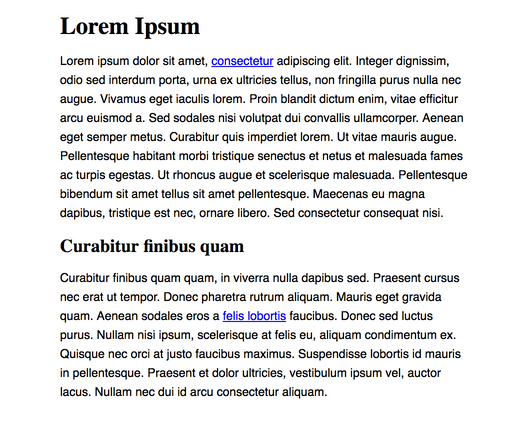 Lorem Ipsum
Lorem ipsum dolor sit amet, consectetur adipiscing elit. Integer dignissim,
odio sed interdum porta, urna ex ultricies tellus, non fringilla purus nulla nec
augue. Vivamus eget iaculis lorem. Proin blandit dictum enim, vitae efficitur
arcu euismod a. Sed sodales nisi volutpat dui convallis ullamcorper. Aenean
eget semper metus. Curabitur quis imperdiet lorem. Ut vitae mauris augue.
Pellentesque habitant morbi tristique senectus et netus et malesuada fames
ac turpis egestas. Ut rhoncus augue et scelerisque malesuada. Pellentesque
bibendum sit amet tellus sit amet pellentesque. Maecenas eu magna
dapibus, tristique est nec, ornare libero. Sed consectetur consequat nisi.
Curabitur finibus quam
Curabitur finibus quam quam, in viverra nulla dapibus sed. Praesent cursus
nec erat ut tempor. Donec pharetra rutrum aliquam. Mauris eget gravida
quam. Aenean sodales eros a felis lobortis faucibus. Donec sed luctus
purus. Nullam nisi ipsum, scelerisque at felis eu, aliquam condimentum ex.
Quisque nec orci at justo faucibus maximus. Suspendisse lobortis id mauris
in pellentesque. Praesent et dolor ultricies, vestibulum ipsum vel, auctor
lacus. Nullam nec dui id arcu consectetur aliquam.